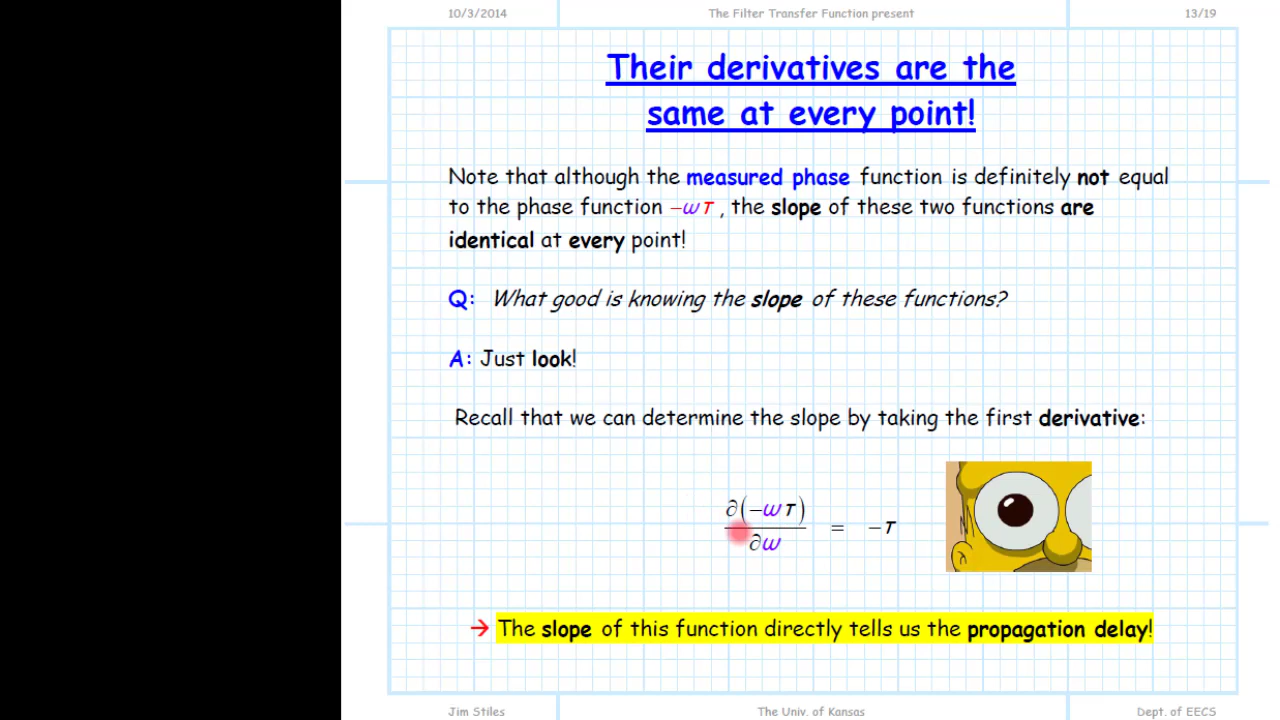 10/3/2014 The Filter Transfer Function present 13/19
Their derivatives are the
same at every point!
Note that although the measured phase function is definitely not equal
to the phase function −ωτ, the slope of these two functions are
identical at every point!
Q: What good is knowing the slope of these functions?
A: Just look!
Recall that we can determine the slope by taking the first derivative:
∂(−ωτ)
= −τ
∂ω
→ The slope of this function directly tells us the propagation delay!
Jim Stiles The Univ. of Kansas Dept. of EECS